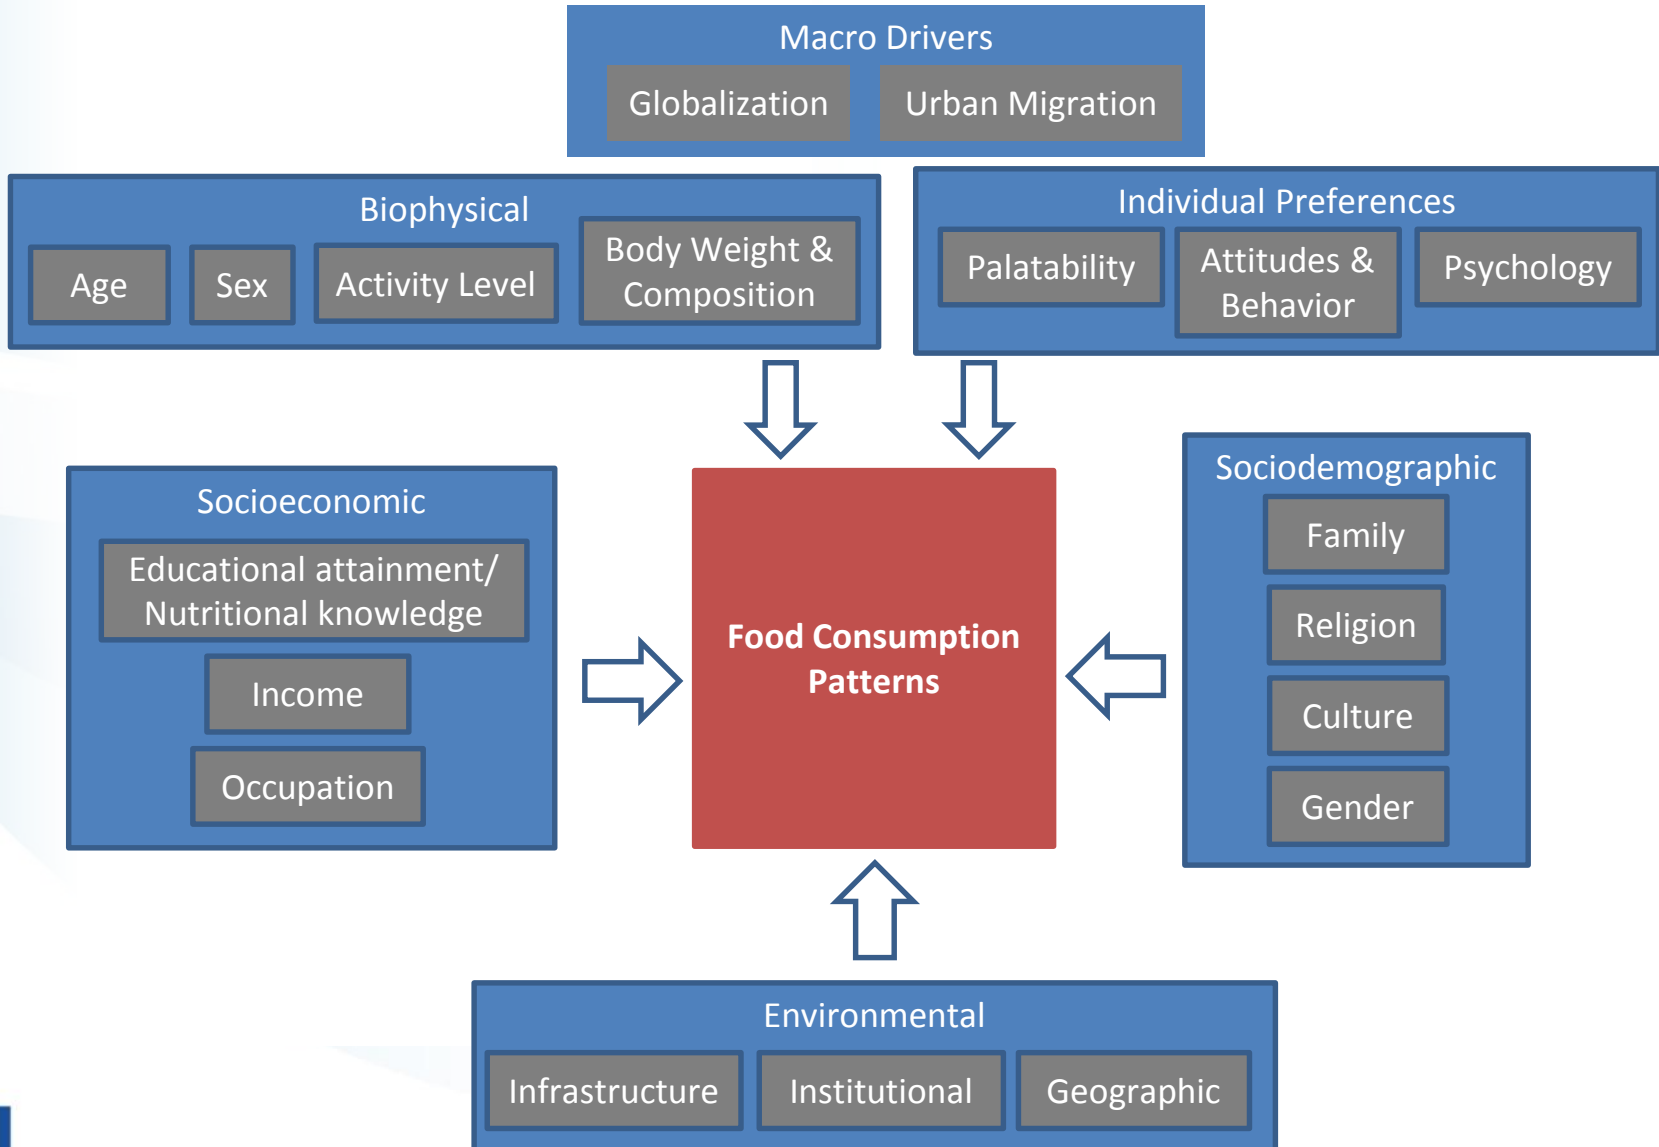 Macro Drivers
Globalization
Urban Migration
Biophysical
Age
Sex
Activity Level
Body Weight &
Composition
Individual Preferences
Palatability
Attitudes &
Behavior
Psychology
Socioeconomic
Educational attainment/
Nutritional knowledge
Income
Occupation
Food Consumption
Patterns
Sociodemographic
Family
Religion
Culture
Gender
Environmental
Infrastructure
Institutional
Geographic